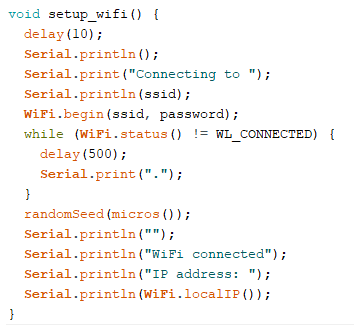 void setup_wifi() {
  delay(10);
  Serial.println();
  Serial.print("Connecting to ");
  Serial.println(ssid);
  WiFi.begin(ssid, password);
  while (WiFi.status() != WL_CONNECTED) {
    delay(500);
    Serial.print(".");
  }
  randomSeed(micros());
  Serial.println("");
  Serial.println("WiFi connected");
  Serial.println("IP address: ");
  Serial.println(WiFi.localIP());
}